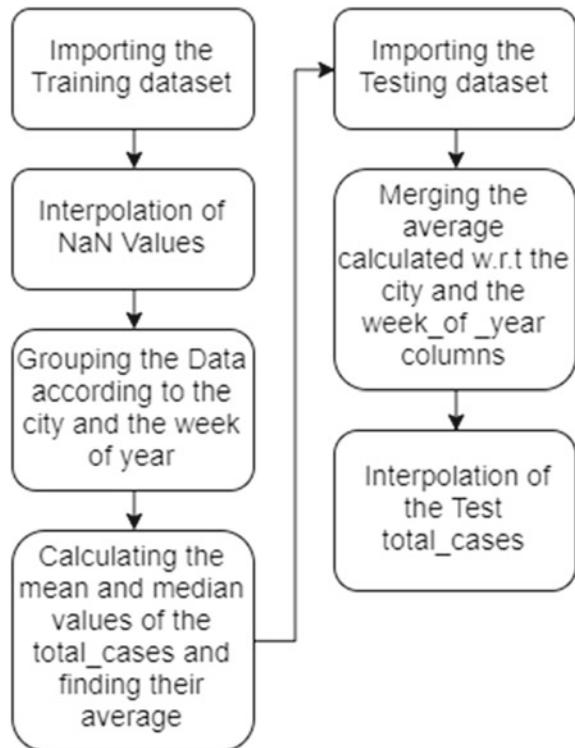 Importing the
Training dataset
Interpolation of
NaN Values
Grouping the Data
according to the
city and the week
of year
Calculating the
mean and median
values of the
total_cases and
finding their
average
Importing the
Testing dataset
Merging the
average
calculated w.r.t the
city and the
week_of _year
columns
Interpolation of
the Test
total_cases